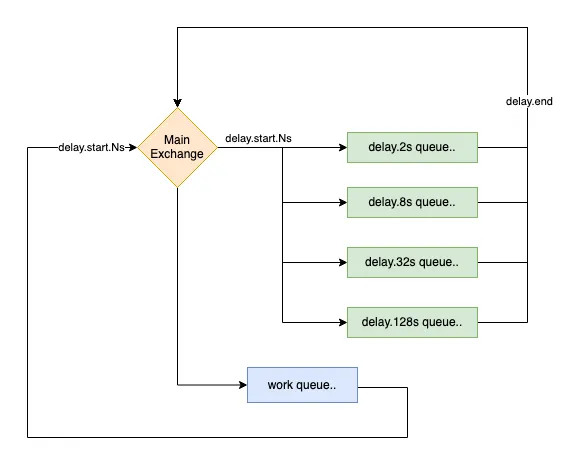 delay.end
delay.start.Ns
Main
Exchange
delay.start.Ns
delay.2s queue..
delay.8s queue..
delay.32s queue..
delay.128s queue..
work queue..